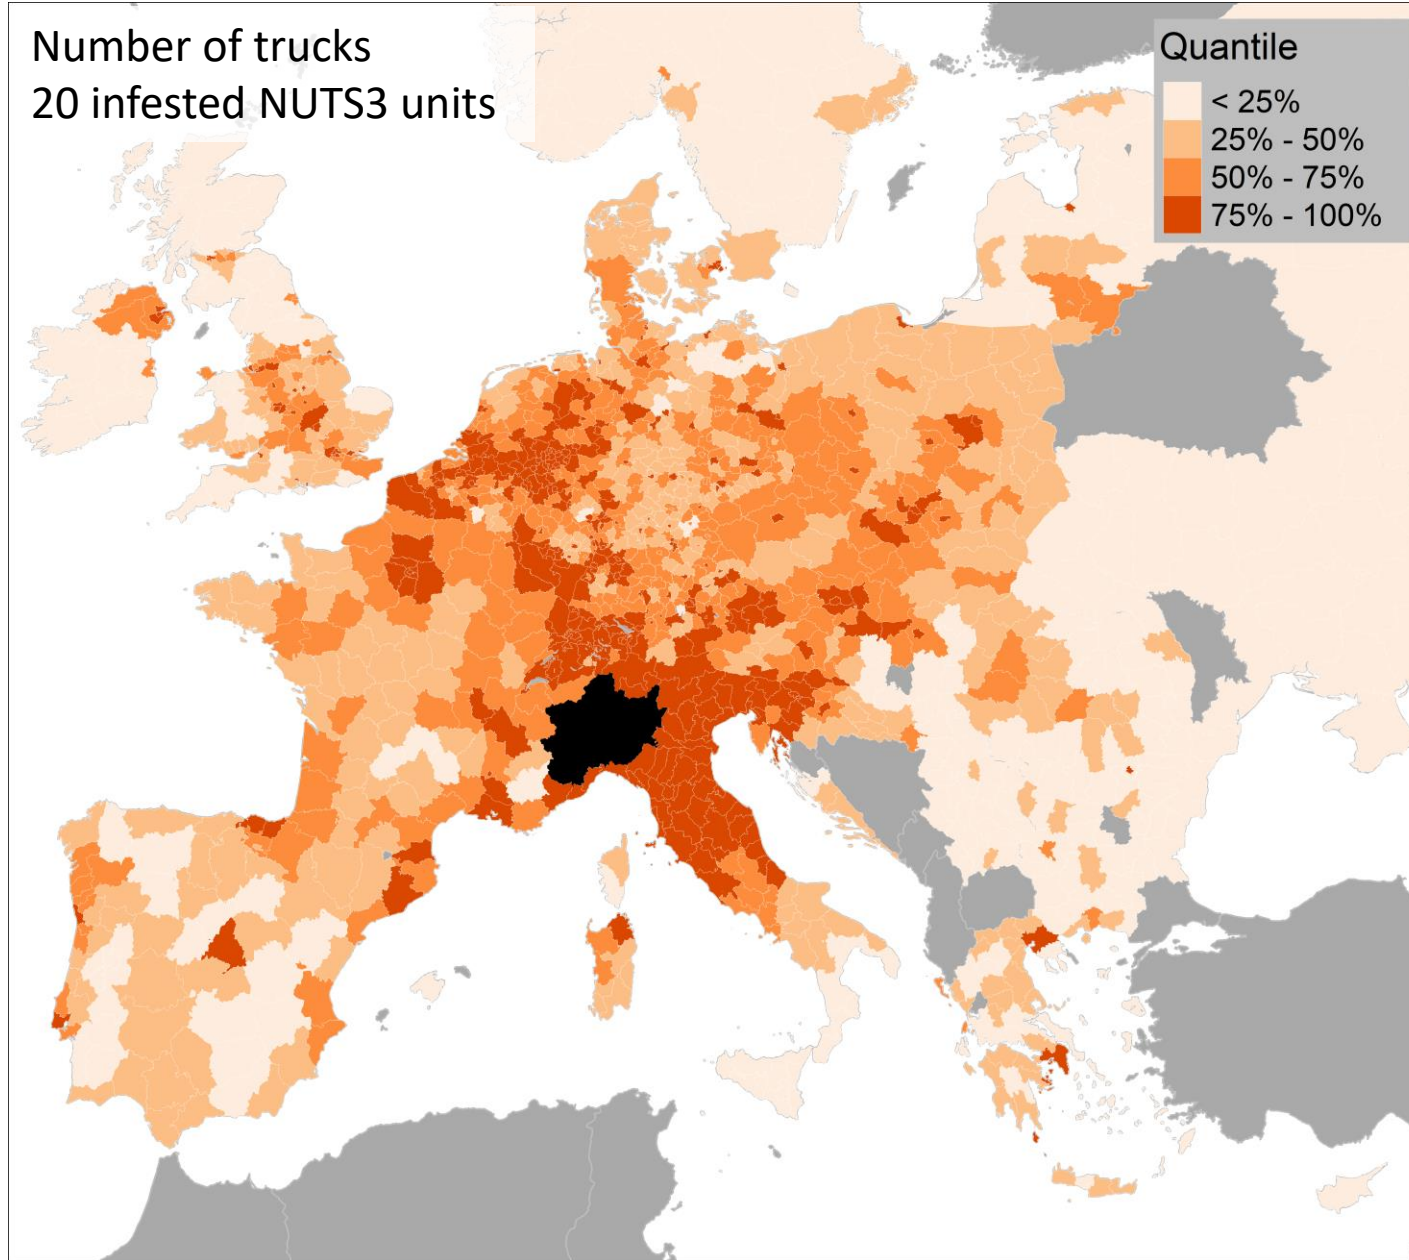 Number of trucks
20 infested NUTS3 units
Quantile
< 25%
25% - 50%
50% - 75%
75% - 100%